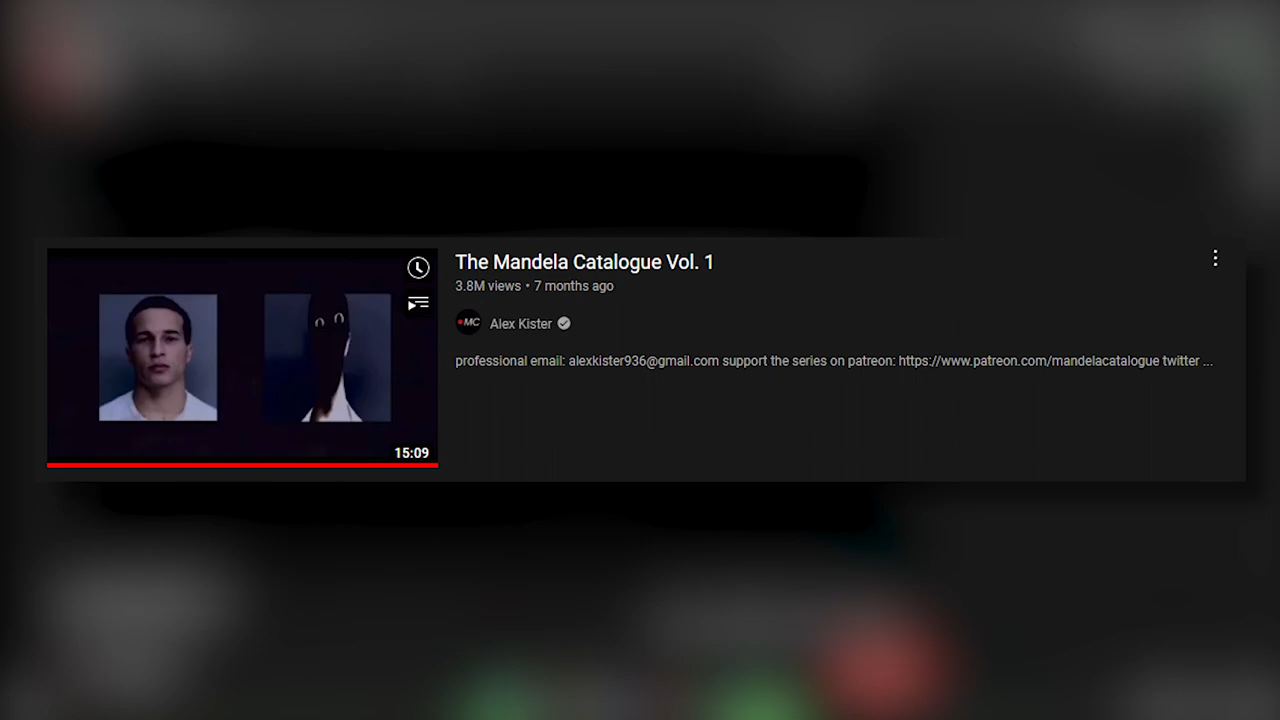 The Mandela Catalogue Vol. 1
3.8M views • 7 months ago
MC
Alex Kister
professional email: alexkister936@gmail.com support the series on patreon: https://www.patreon.com/mandelacatalogue twitter ...
15:09